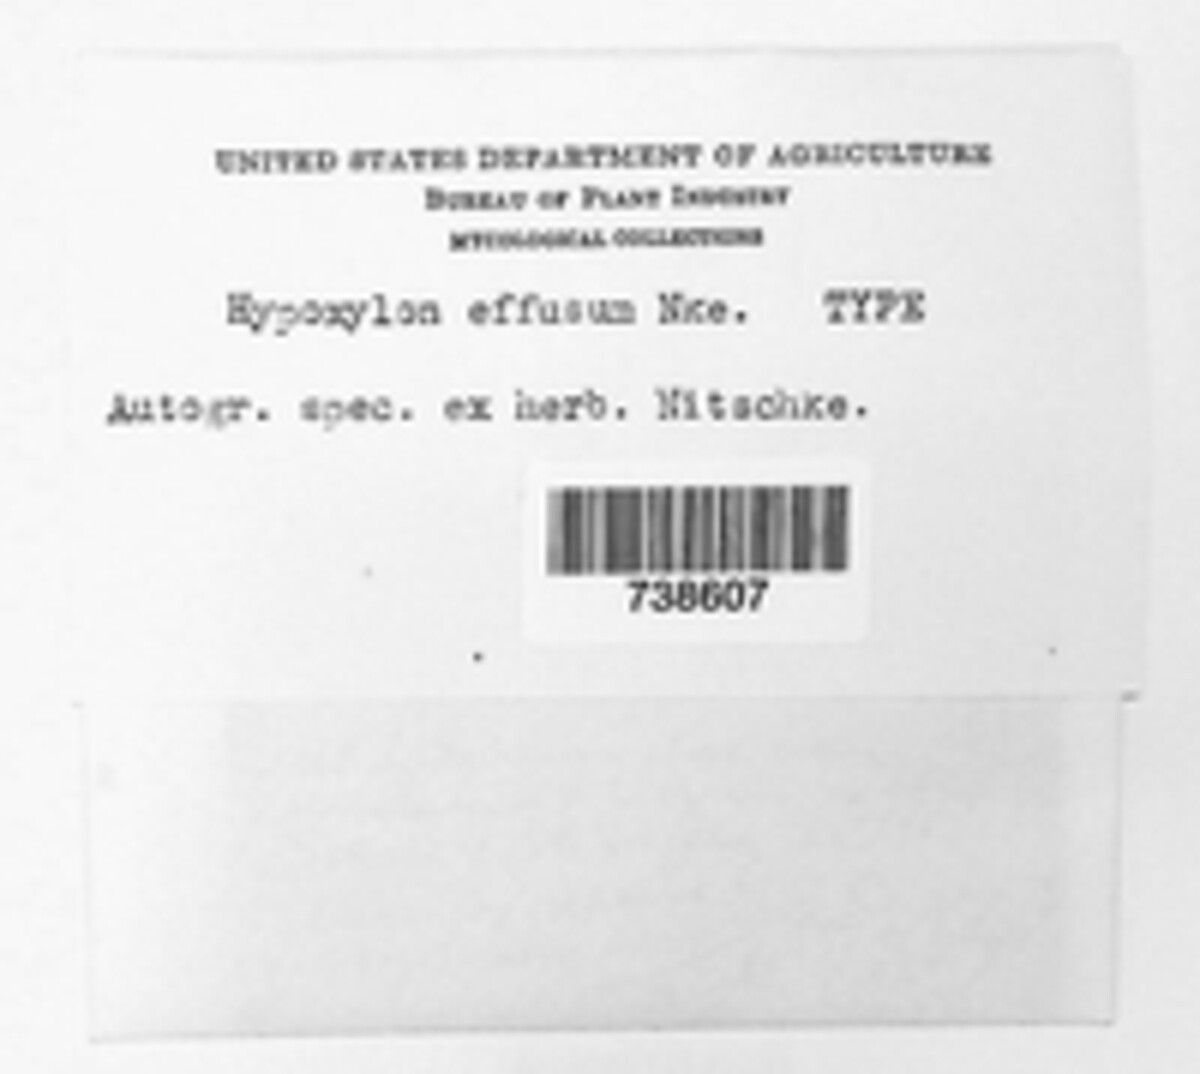 UNITED STATES DEPARTMENT OF AGRICULTURE
BUREAU OF PLANT INDUSTRY
MYCOLOGICAL COLLECTIONS
Hypoxylon effusum Nke. TYPE
Autogr. spec. ex herb. Nitschke.
738607